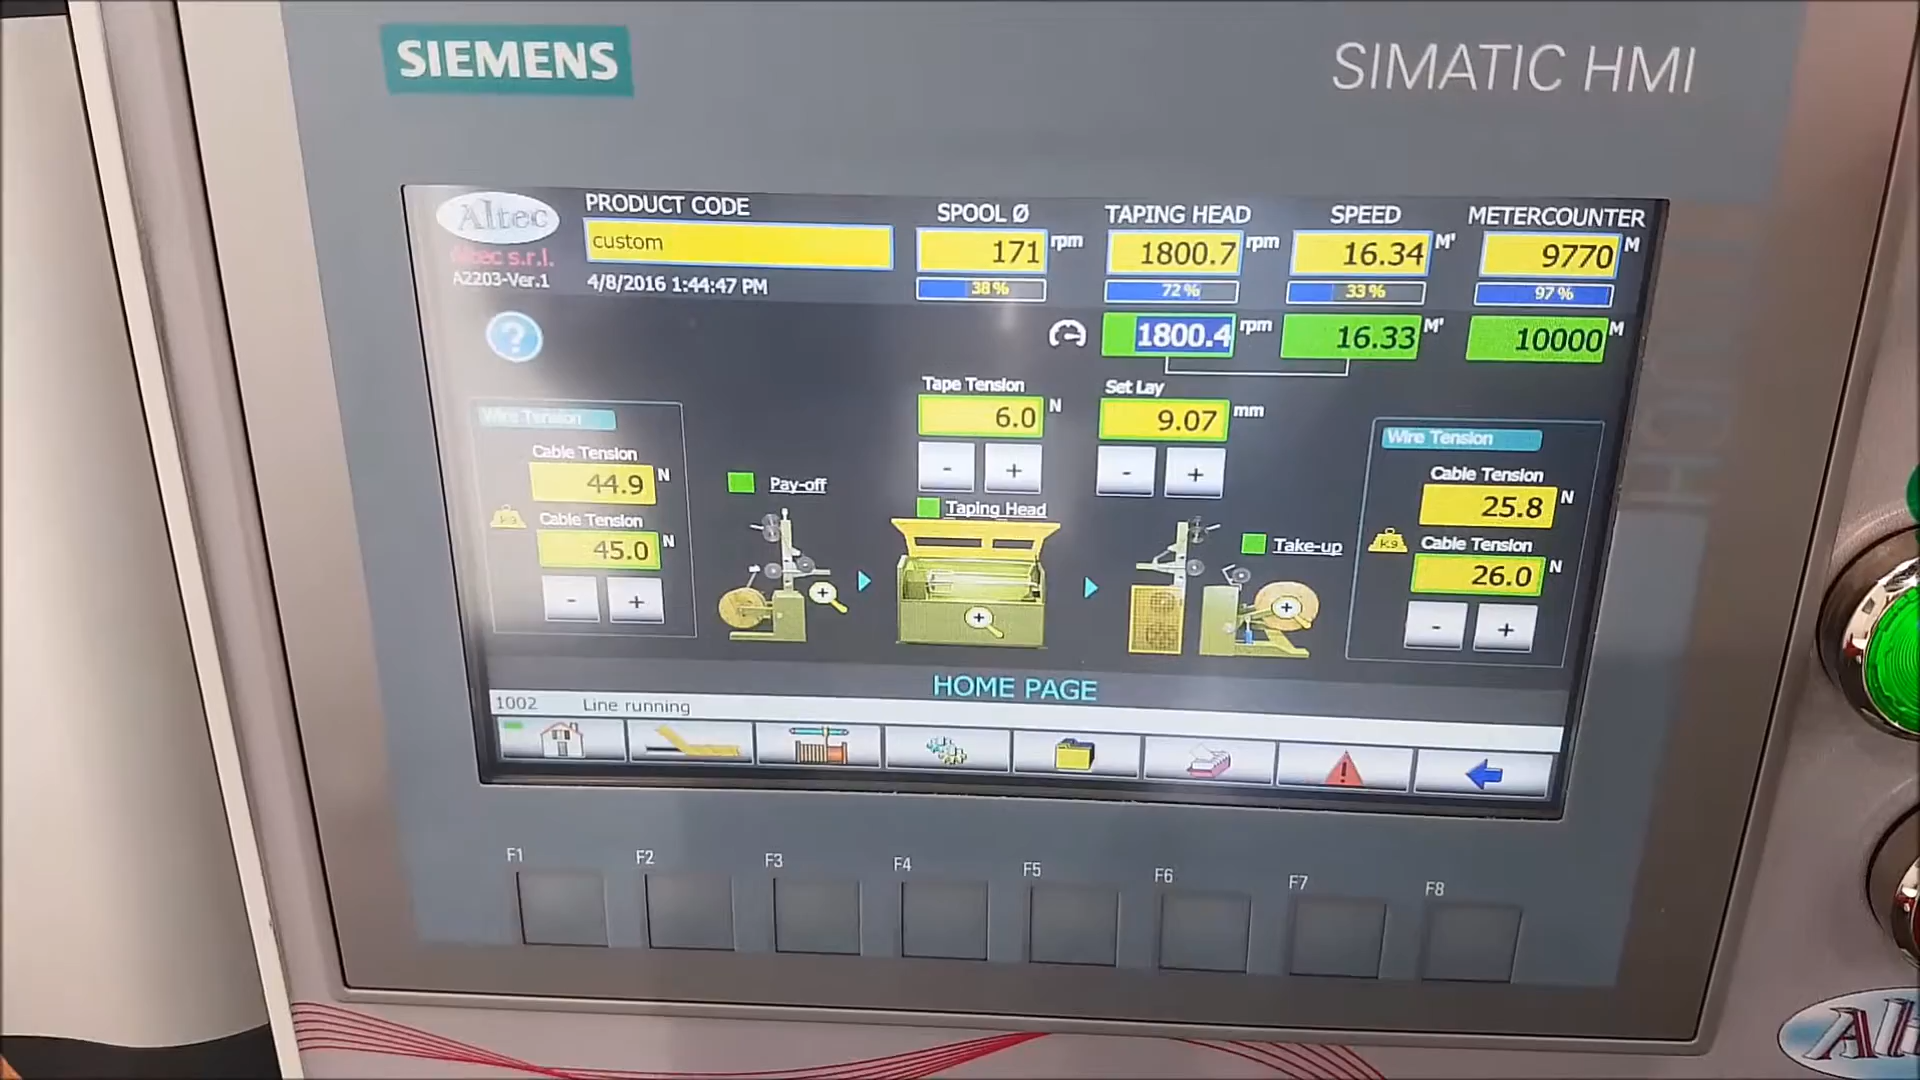 SIEMENS
SIMATIC HMI
Altec
Altec s.r.l.
A2203-Ver.1
PRODUCT CODE
custom
4/8/2016 1:44:47 PM
SPOOL Ø
171 rpm
38 %
TAPING HEAD
1800.7 rpm
72 %
1800.4 rpm
SPEED
16.34 M'
33 %
16.33 M'
METERCOUNTER
9770 M
97 %
10000 M
?
Tape Tension
6.0 N
- +
Set Lay
9.07 mm
- +
Wire Tension
Cable Tension
44.9 N
Kg
Cable Tension
45.0 N
- +
Pay-off
Taping Head
Take-up
Wire Tension
Cable Tension
25.8 N
Kg
Cable Tension
26.0 N
- +
HOME PAGE
1002 Line running
F1 F2 F3 F4 F5 F6 F7 F8